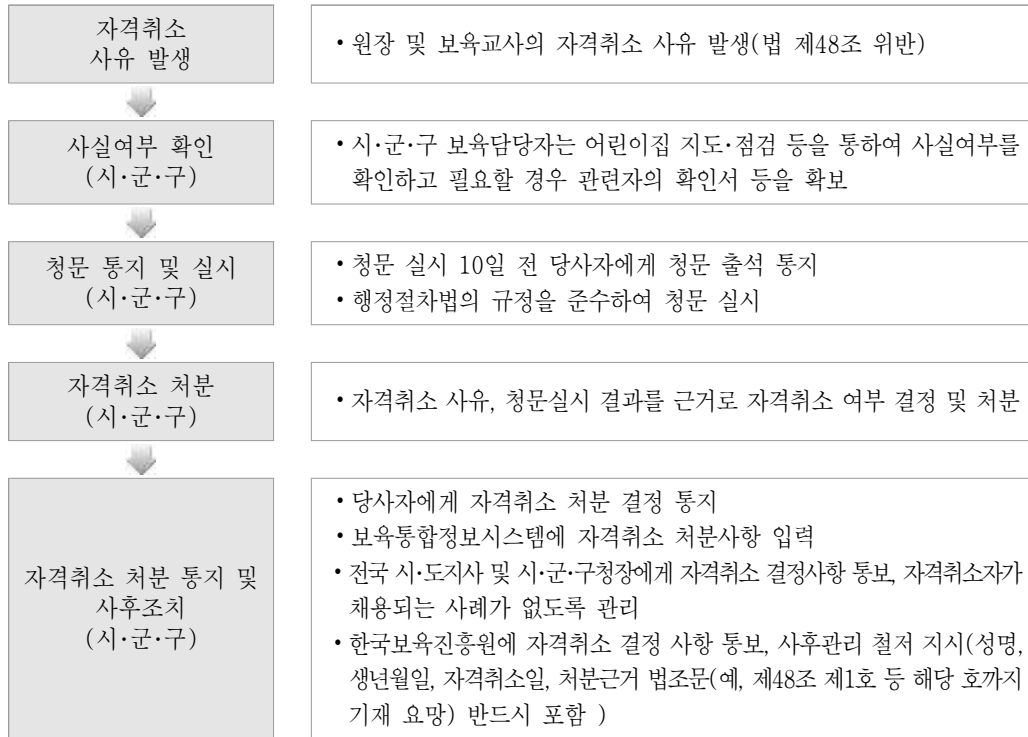 자격취소
사유 발생
• 원장 및 보육교사의 자격취소 사유 발생(법 제48조 위반)
사실여부 확인
(시·군·구)
• 시·군·구 보육담당자는 어린이집 지도·점검 등을 통하여 사실여부를
확인하고 필요할 경우 관련자의 확인서 등을 확보
청문 통지 및 실시
(시·군·구)
• 청문 실시 10일 전 당사자에게 청문 출석 통지
• 행정절차법의 규정을 준수하여 청문 실시
자격취소 처분
(시·군·구)
• 자격취소 사유, 청문실시 결과를 근거로 자격취소 여부 결정 및 처분
자격취소 처분 통지 및
사후조치
(시·군·구)
• 당사자에게 자격취소 처분 결정 통지
• 보육통합정보시스템에 자격취소 처분사항 입력
• 전국 시·도지사 및 시·군·구청장에게 자격취소 결정사항 통보, 자격취소자가
채용되는 사례가 없도록 관리
• 한국보육진흥원에 자격취소 결정 사항 통보, 사후관리 철저 지시(성명,
생년월일, 자격취소일, 처분근거 법조문(예, 제48조 제1호 등 해당 호까지
기재 요망) 반드시 포함 )